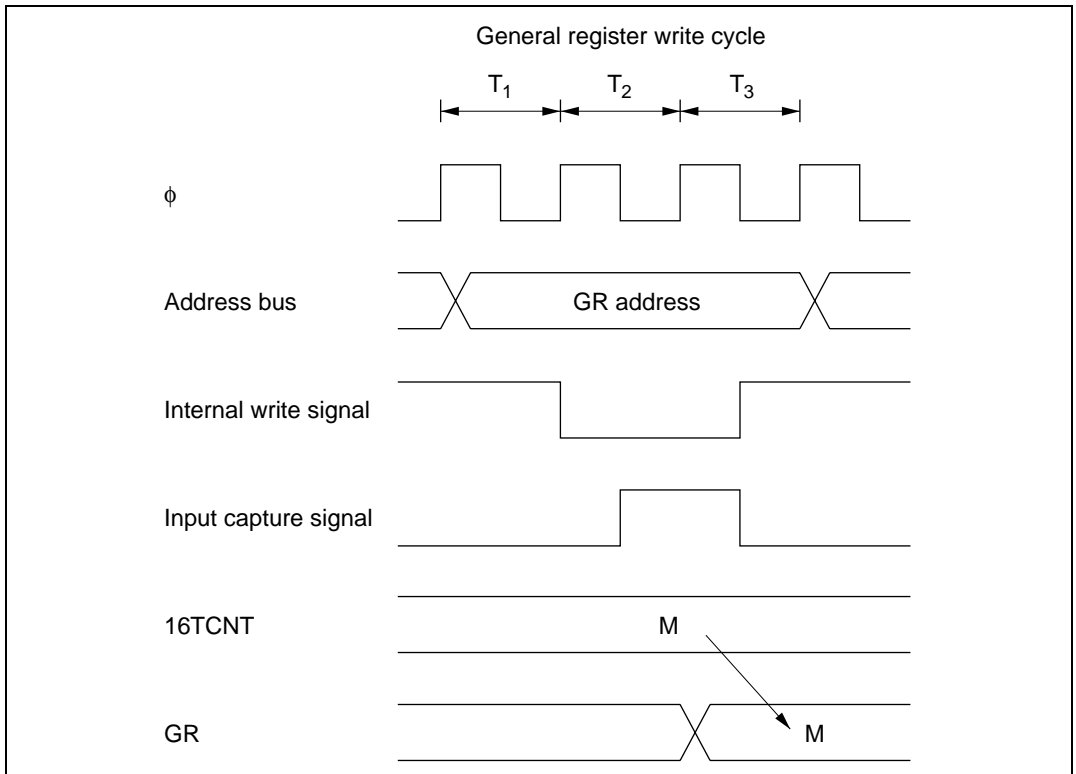 General register write cycle
T1 T2 T3
ϕ
Address bus GR address
Internal write signal
Input capture signal
16TCNT M
GR M